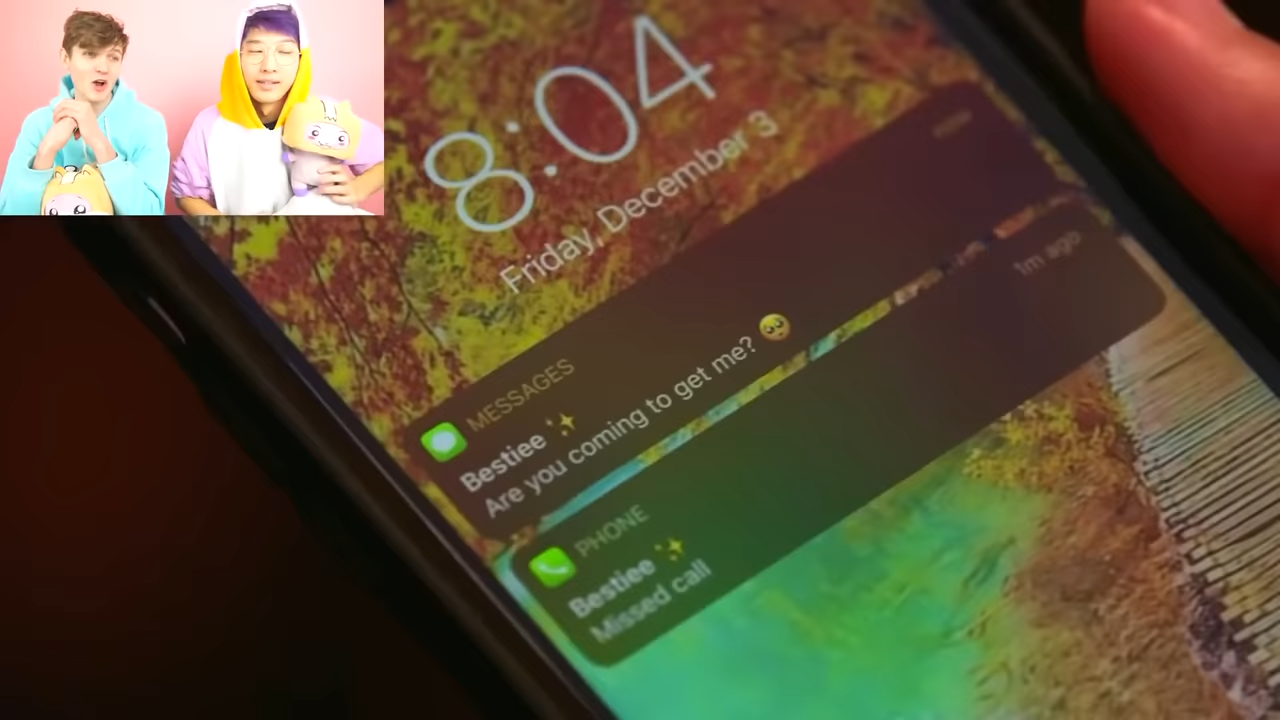 8:04
Friday, December 3
MESSAGES
Bestiee ✨
Are you coming to get me? 🥺
PHONE
1m ago
Bestiee ✨
Missed call